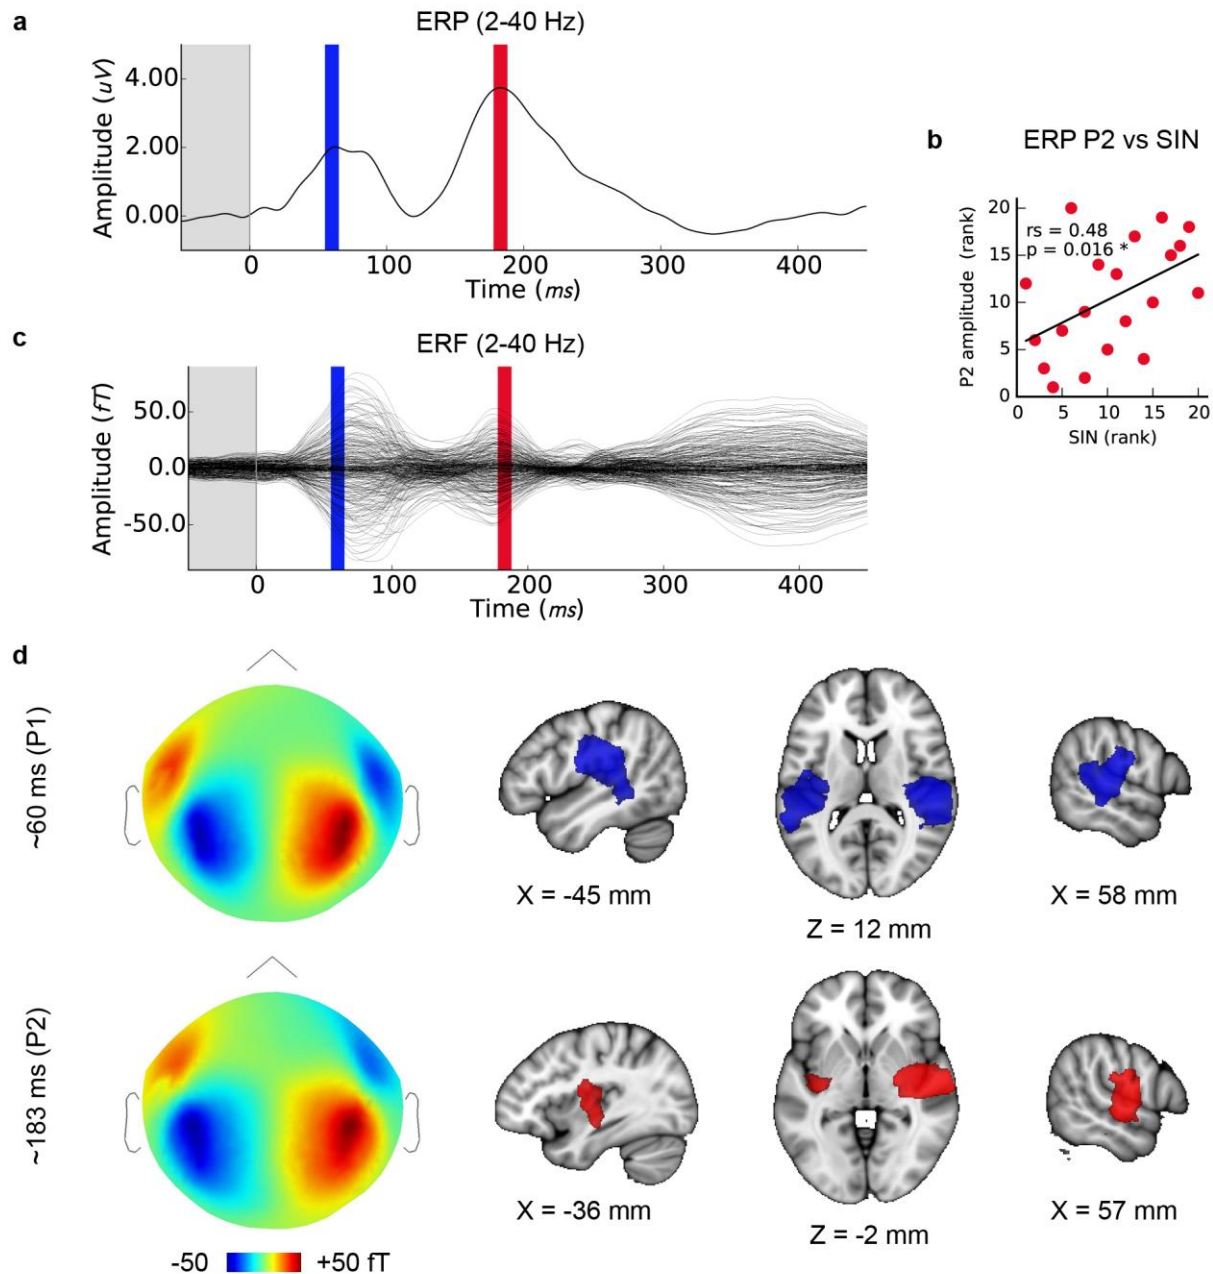 a
ERP (2-40 Hz)
Amplitude (uV)
4.00
2.00
0.00
0
100
200
300
400
Time (ms)
b
ERP P2 vs SIN
P2 amplitude (rank)
20
15
10
5
0
rs = 0.48
p = 0.016 *
0
5
10
15
20
SIN (rank)
c
ERF (2-40 Hz)
Amplitude (fT)
50.0
0.0
-50.0
0
100
200
300
400
Time (ms)
d
~60 ms (P1)
X = -45 mm
Z = 12 mm
X = 58 mm
~183 ms (P2)
X = -36 mm
Z = -2 mm
X = 57 mm
-50
+50 fT